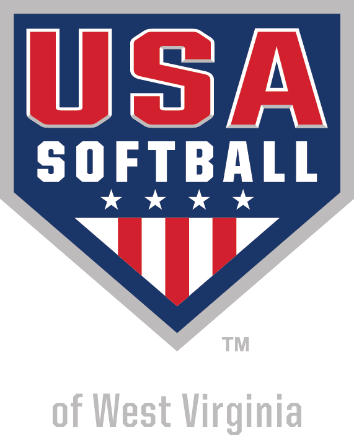 USA
SOFTBALL
TM
of West Virginia